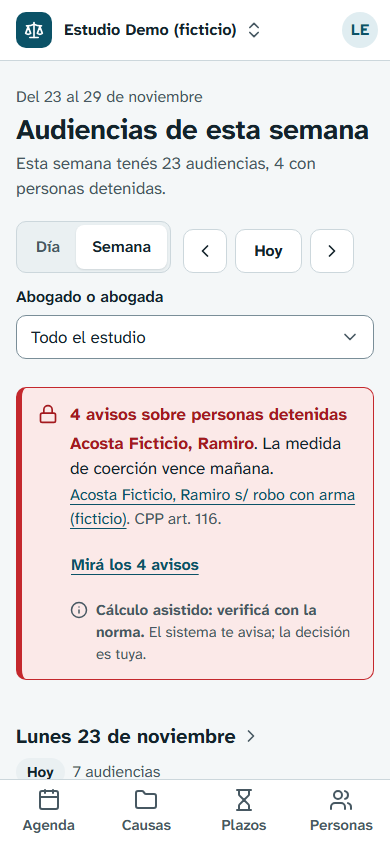 Estudio Demo (ficticio)
LE
Del 23 al 29 de noviembre
Audiencias de esta semana
Esta semana tenés 23 audiencias, 4 con
personas detenidas.
Día
Semana
Hoy
Abogado o abogada
Todo el estudio
4 avisos sobre personas detenidas
Acosta Ficticio, Ramiro. La medida
de coerción vence mañana.
Acosta Ficticio, Ramiro s/ robo con arma
(ficticio). CPP art. 116.
Mirá los 4 avisos
Cálculo asistido: verificá con la
norma. El sistema te avisa; la decisión
es tuya.
Lunes 23 de noviembre
Hoy
7 audiencias
Agenda
Causas
Plazos
Personas